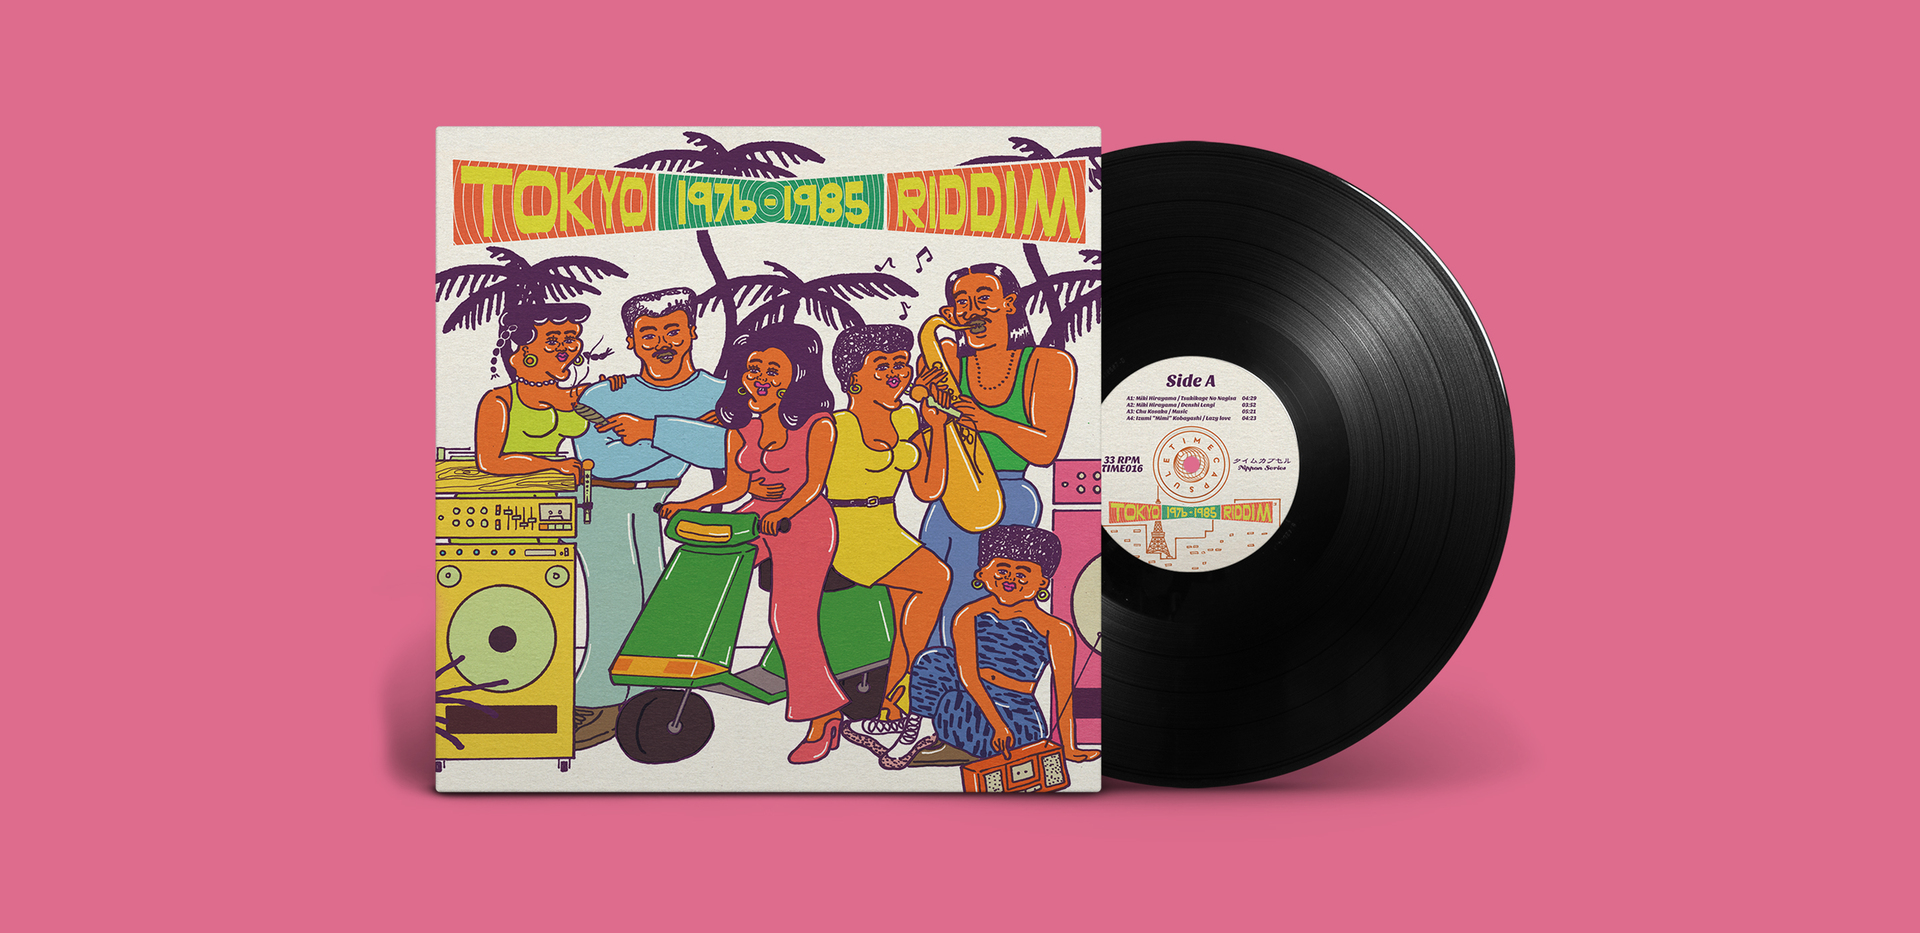 TOKYO 1976-1985 RIDDIM
Side A
A1: Miki Hirayama / Tsukikage No Nagisa 04:29
A2: Miki Hirayama / Denshi Lengi 03:52
A3: Chu Kosaka / Music 05:21
A4: Izumi "Mimi" Kobayashi / Lazy love 04:23
33 RPM
TIME016
TIME CAPSULE
タイムカプセル
Nippon Series
TOKYO 1976-1985 RIDDIM